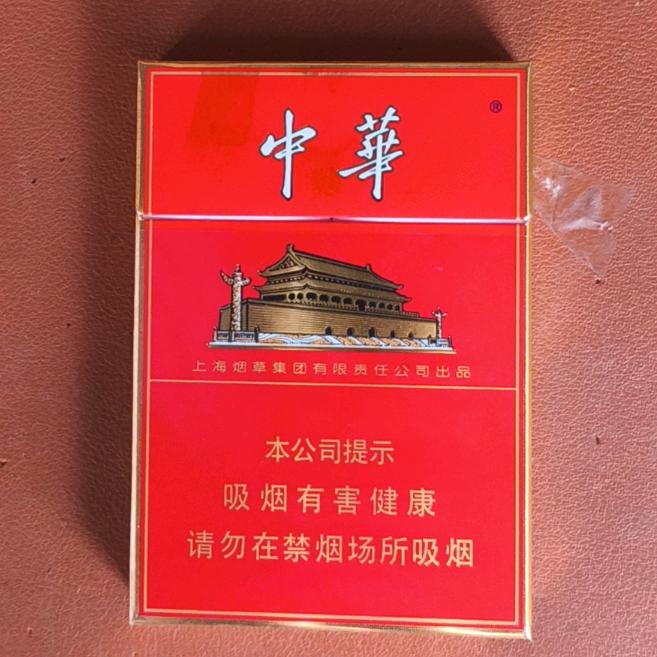 中華
®
上海烟草集团有限责任公司出品
本公司提示
吸烟有害健康
请勿在禁烟场所吸烟